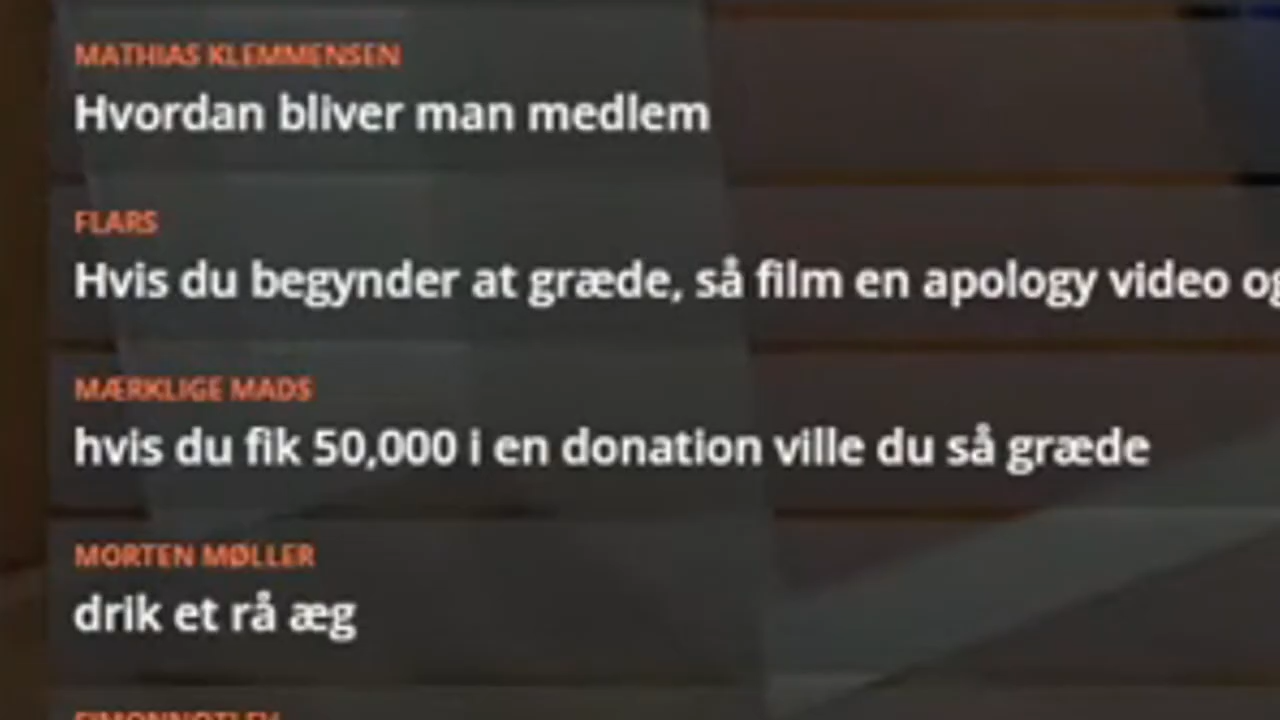 MATHIAS KLEMMENSEN
Hvordan bliver man medlem
FLARS
Hvis du begynder at græde, så film en apology video og
MÆRKLIGE MADS
hvis du fik 50,000 i en donation ville du så græde
MORTEN MØLLER
drik et rå æg